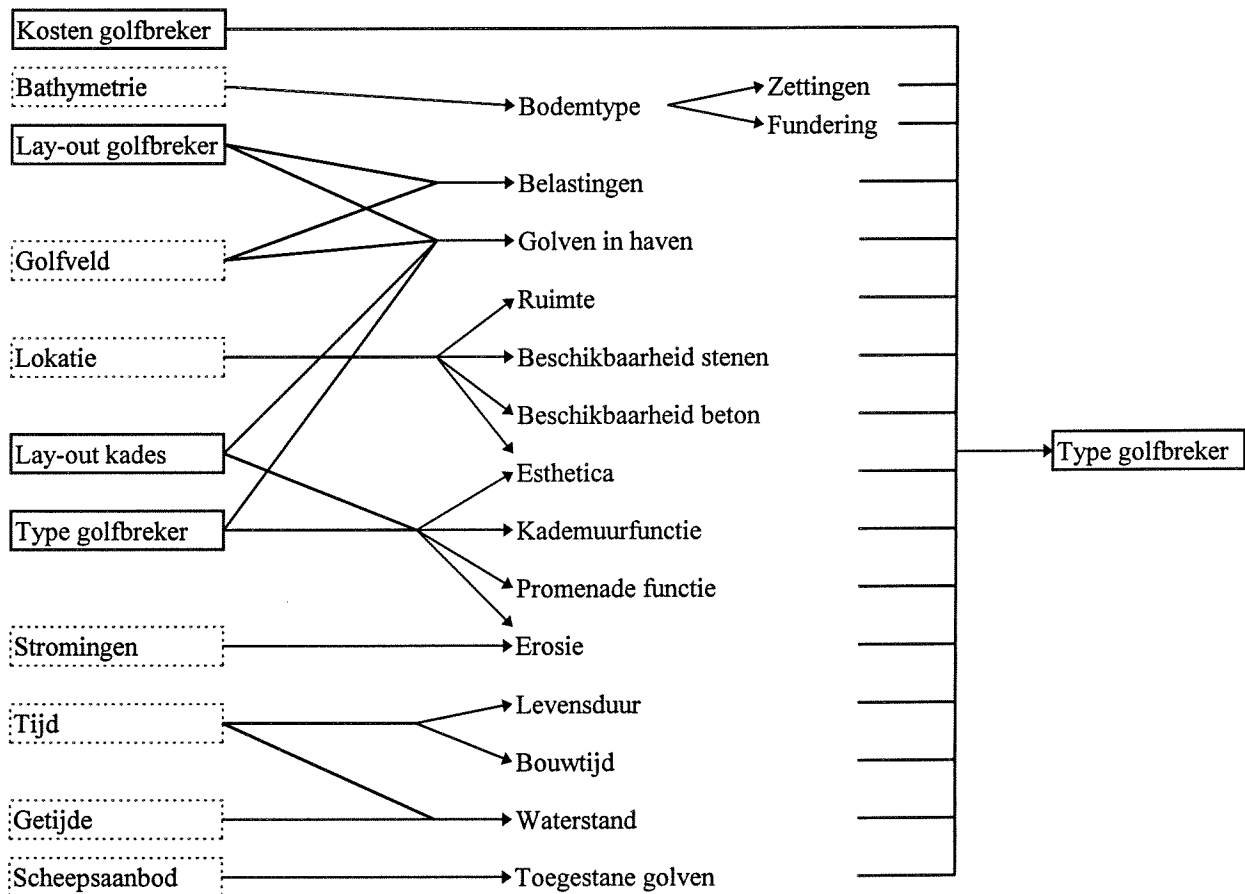 Kosten golfbreker
Bathymetrie
Bodemtype
Zettingen
Fundering
Lay-out golfbreker
Belastingen
Golven in haven
Golfveld
Ruimte
Lokatie
Beschikbaarheid stenen
Beschikbaarheid beton
Lay-out kades
Type golfbreker
Esthetica
Type golfbreker
Kademuurfunctie
Promenade functie
Stromingen
Erosie
Levensduur
Tijd
Bouwtijd
Getijde
Waterstand
Scheepsaanbod
Toegestane golven